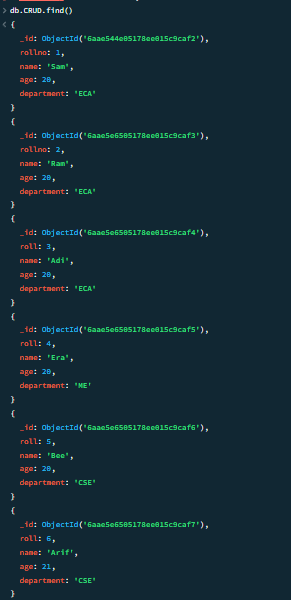 > db.CRUD.find()
< {
_id: ObjectId('6aae544e05178ee015c9caf2'),
rollno: 1,
name: 'Sam',
age: 20,
department: 'ECA'
}
{
_id: ObjectId('6aae5e6505178ee015c9caf3'),
rollno: 2,
name: 'Ram',
age: 20,
department: 'ECA'
}
{
_id: ObjectId('6aae5e6505178ee015c9caf4'),
roll: 3,
name: 'Adi',
age: 20,
department: 'ECA'
}
{
_id: ObjectId('6aae5e6505178ee015c9caf5'),
roll: 4,
name: 'Era',
age: 20,
department: 'ME'
}
{
_id: ObjectId('6aae5e6505178ee015c9caf6'),
roll: 5,
name: 'Bee',
age: 20,
department: 'CSE'
}
{
_id: ObjectId('6aae5e6505178ee015c9caf7'),
roll: 6,
name: 'Arif',
age: 21,
department: 'CSE'
}